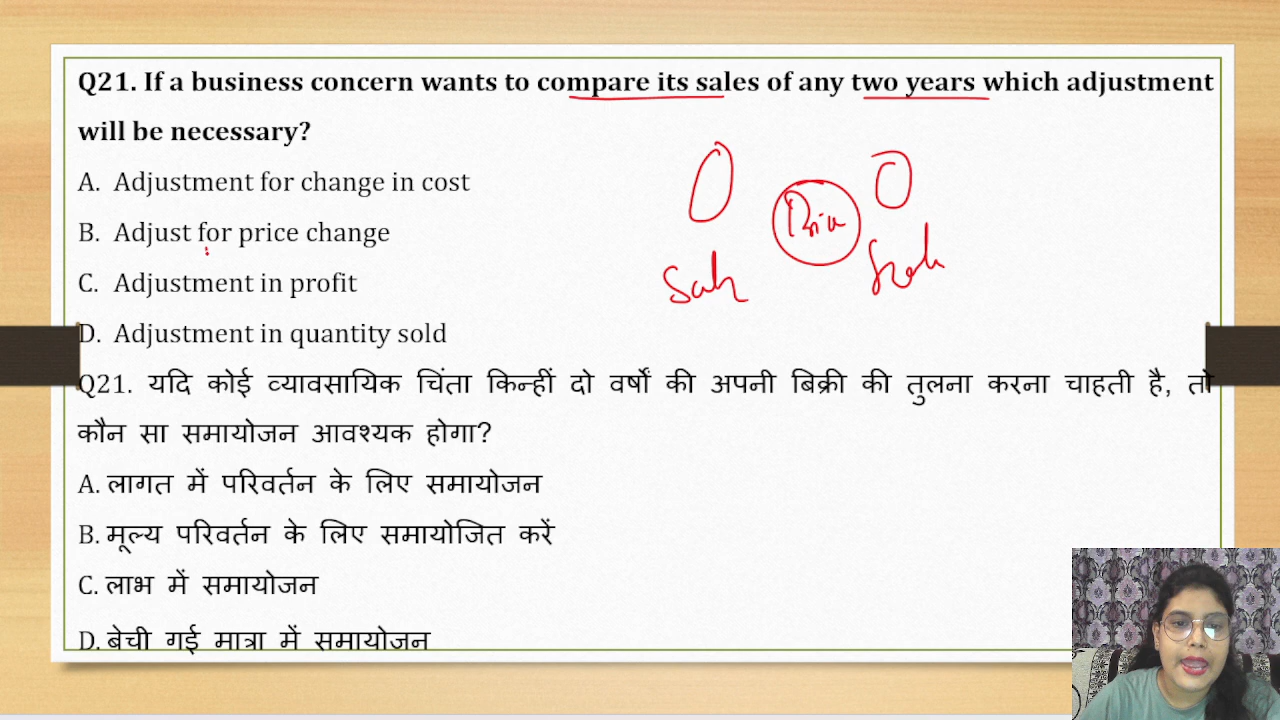 Q21. If a business concern wants to compare its sales of any two years which adjustment
will be necessary?
A. Adjustment for change in cost
B. Adjust for price change
C. Adjustment in profit
D. Adjustment in quantity sold
Q21. यदि कोई व्यावसायिक चिंता किन्हीं दो वर्षों की अपनी बिक्री की तुलना करना चाहती है, तो
कौन सा समायोजन आवश्यक होगा?
A. लागत में परिवर्तन के लिए समायोजन
B. मूल्य परिवर्तन के लिए समायोजित करें
C. लाभ में समायोजन
D. बेची गई मात्रा में समायोजन